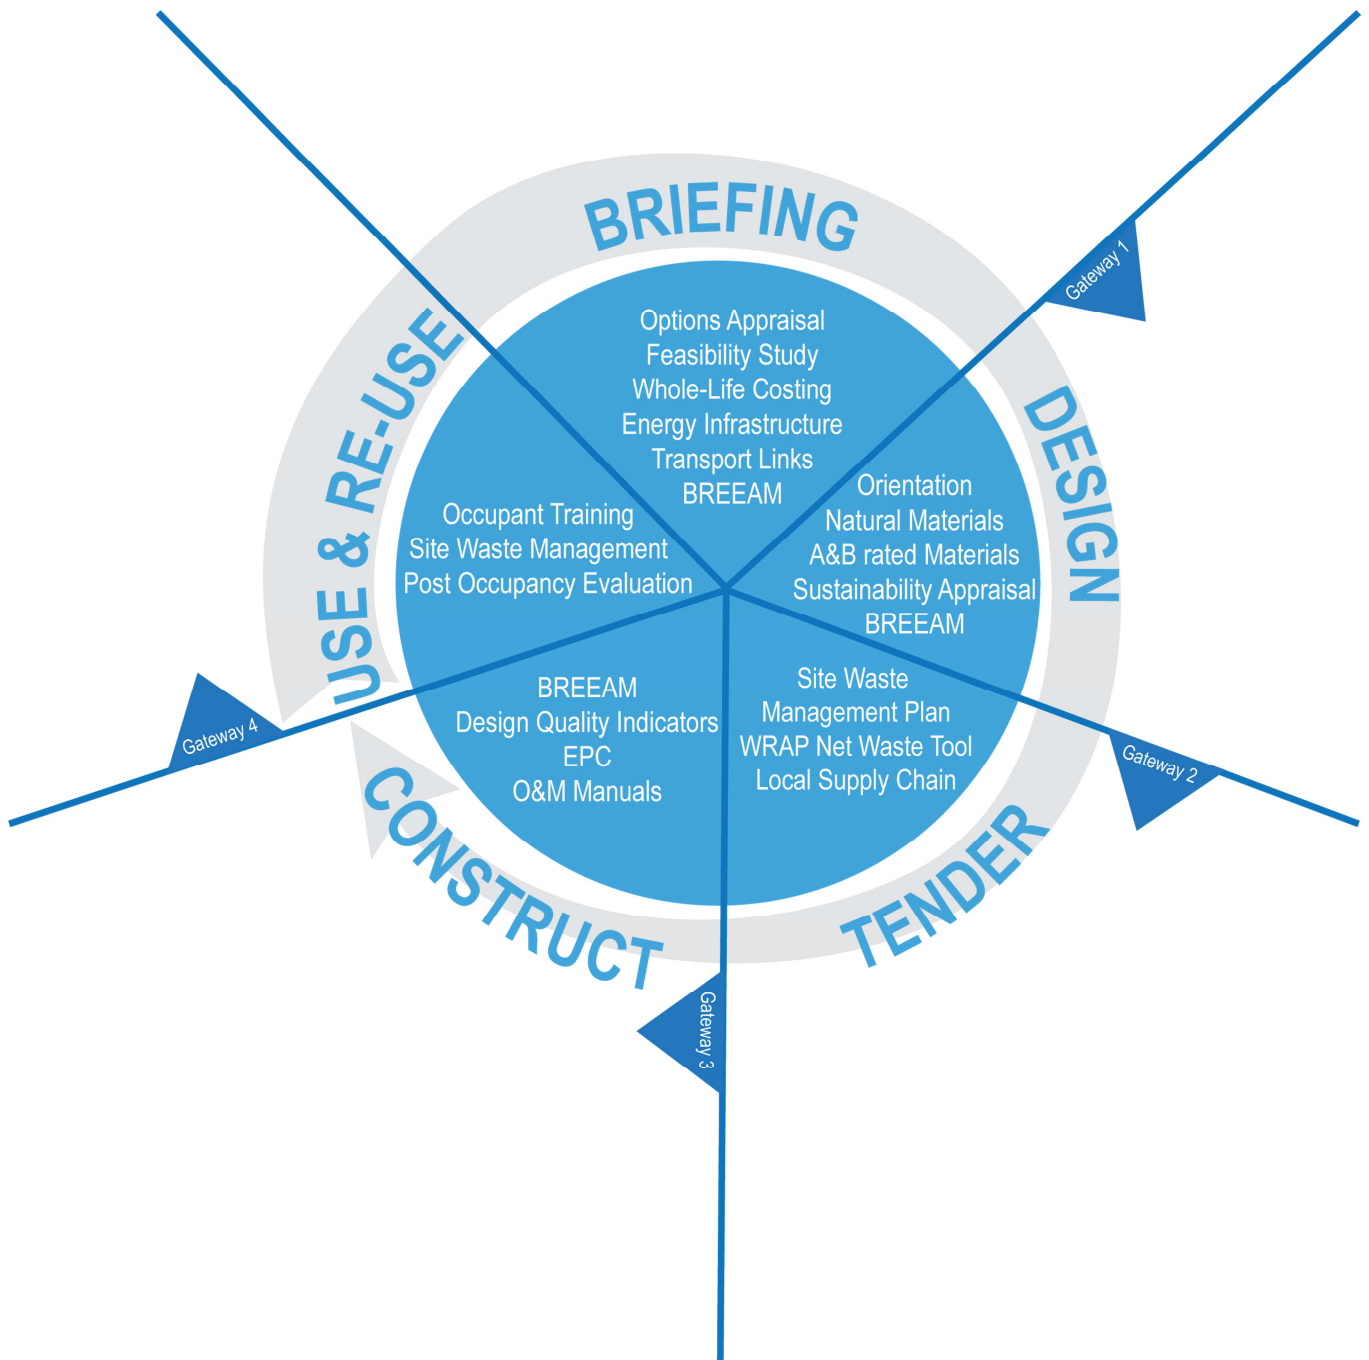 BRIEFING
Options Appraisal
Feasibility Study
Whole-Life Costing
Energy Infrastructure
Transport Links
BREEAM
Gateway 1
DESIGN
Orientation
Natural Materials
A&B rated Materials
Sustainability Appraisal
BREEAM
Gateway 2
TENDER
Site Waste
Management Plan
WRAP Net Waste Tool
Local Supply Chain
Gateway 3
CONSTRUCT
BREEAM
Design Quality Indicators
EPC
O&M Manuals
Gateway 4
USE & RE-USE
Occupant Training
Site Waste Management
Post Occupancy Evaluation